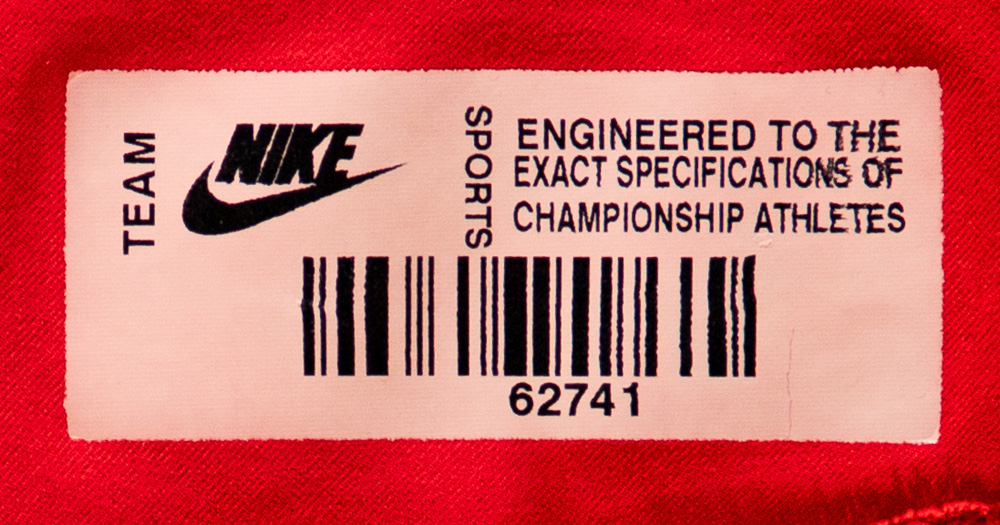 TEAM
NIKE
SPORTS
ENGINEERED TO THE
EXACT SPECIFICATIONS OF
CHAMPIONSHIP ATHLETES
62741